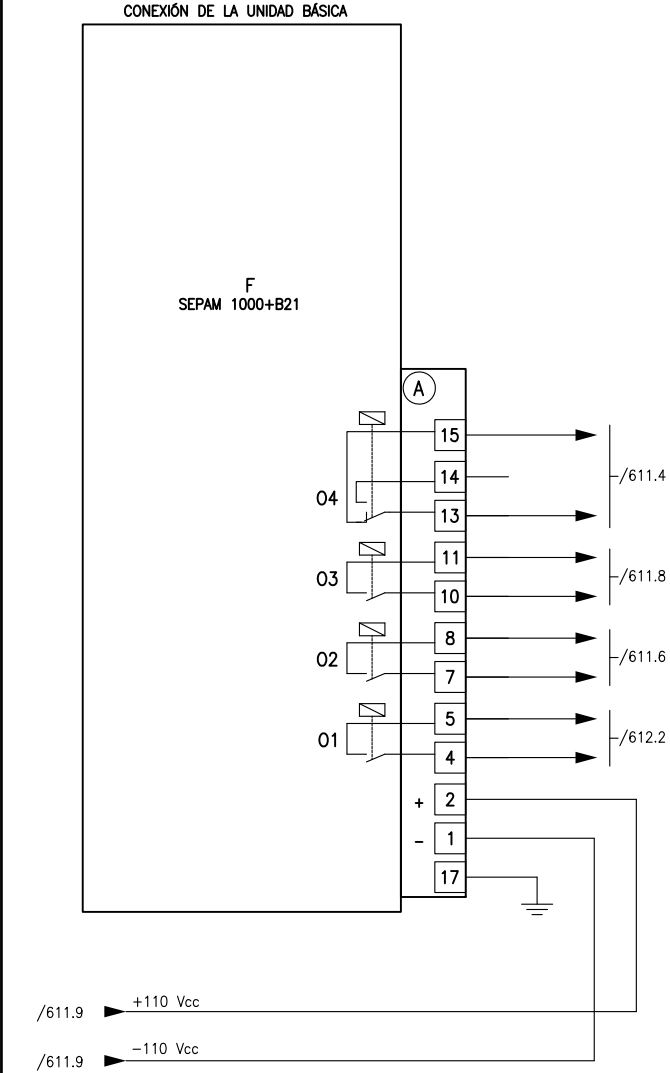 CONEXIÓN DE LA UNIDAD BÁSICA
F
SEPAM 1000+B21
A
15
14
13
O4
/611.4
11
10
O3
/611.8
8
7
O2
/611.6
5
4
O1
/612.2
+ 2
- 1
17
/611.9 +110 Vcc
/611.9 -110 Vcc